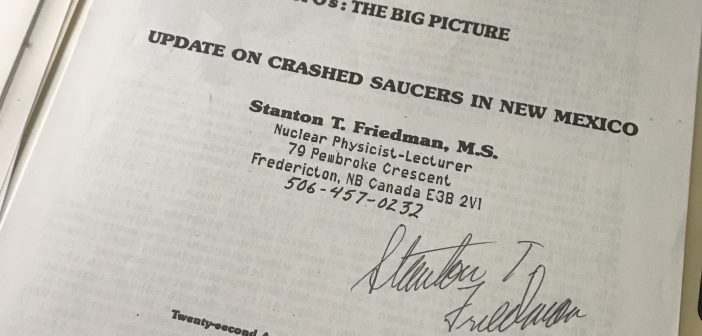 : THE BIG PICTURE
UPDATE ON CRASHED SAUCERS IN NEW MEXICO
Stanton T. Friedman, M.S.
Nuclear Physicist-Lecturer
79 Pembroke Crescent
Fredericton, NB Canada E3B 2V1
506-457-0232
Stanton T.
Friedman
Twenty-second